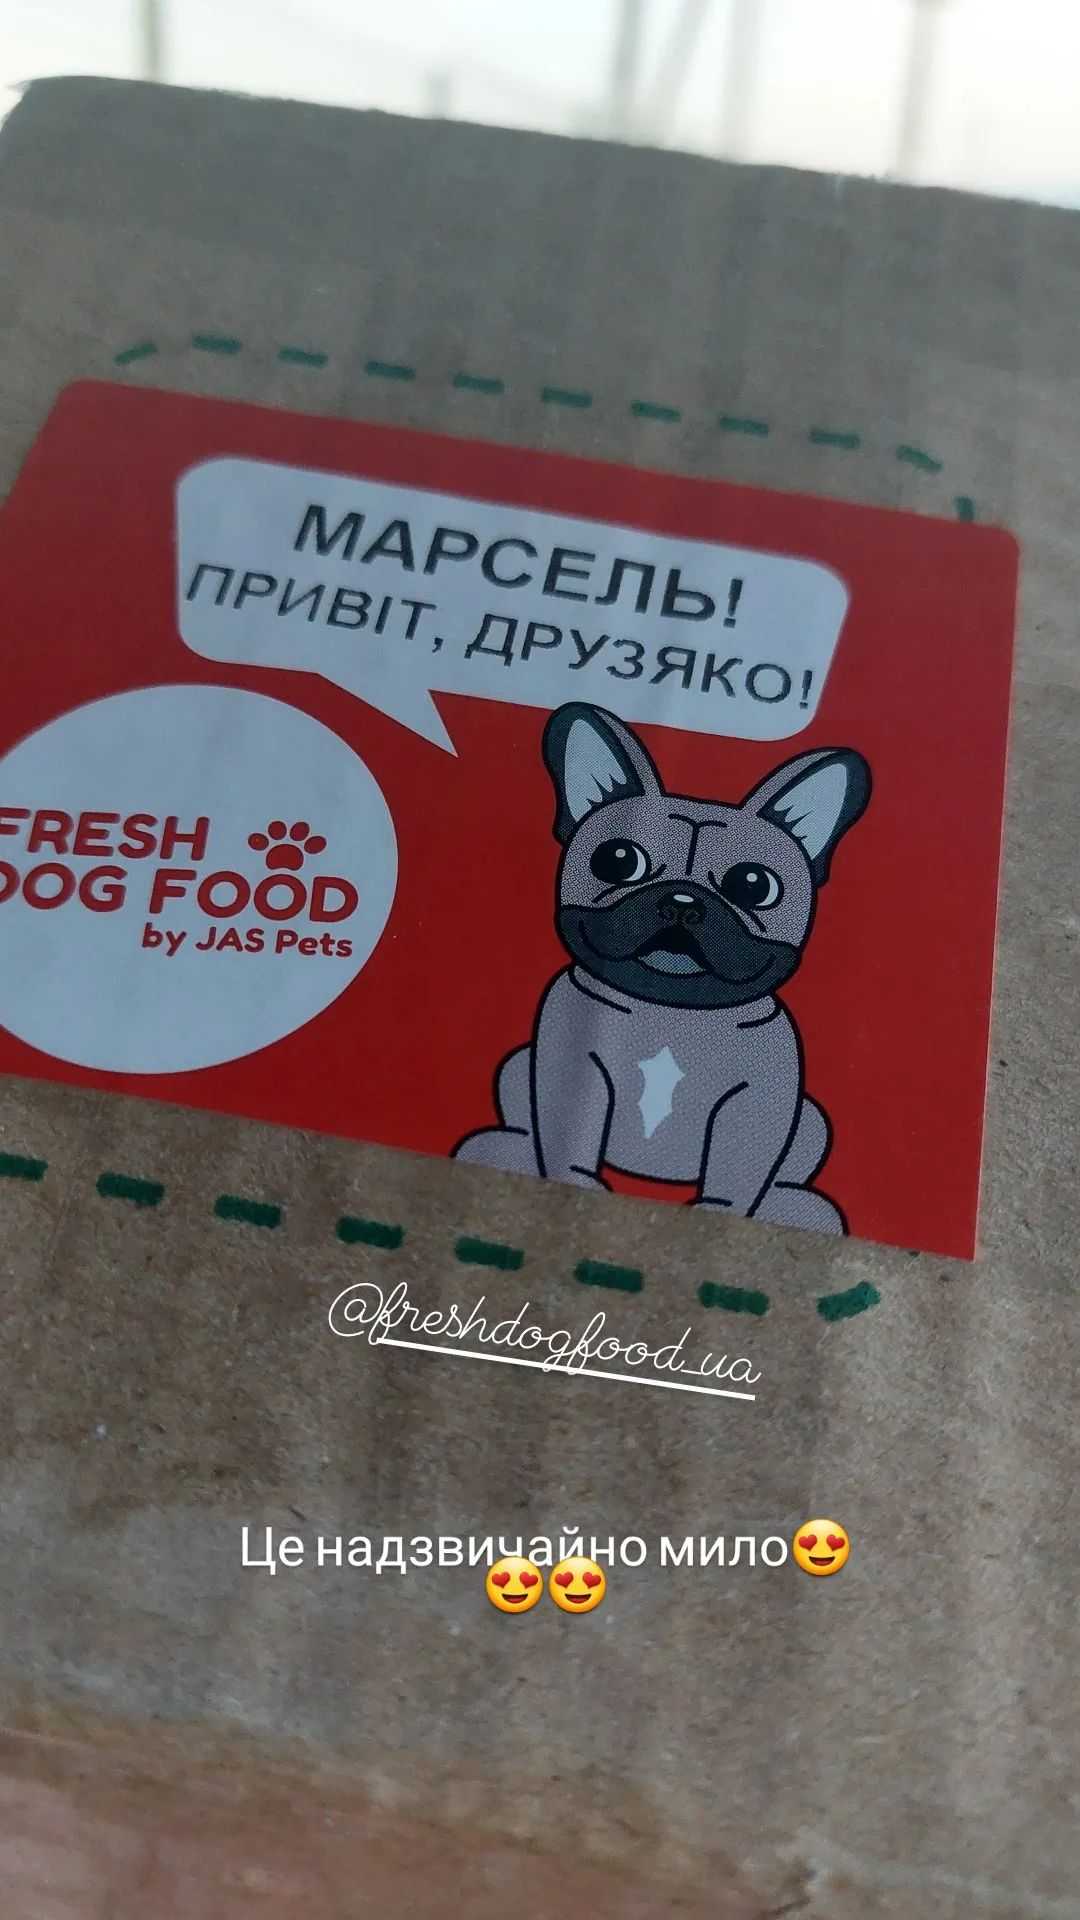 МАРСЕЛЬ!
ПРИВІТ, ДРУЗЯКО!
FRESH
DOG FOOD
by JAS Pets
@freshdogfood_ua
Це надзвичайно мило😍
😍😍